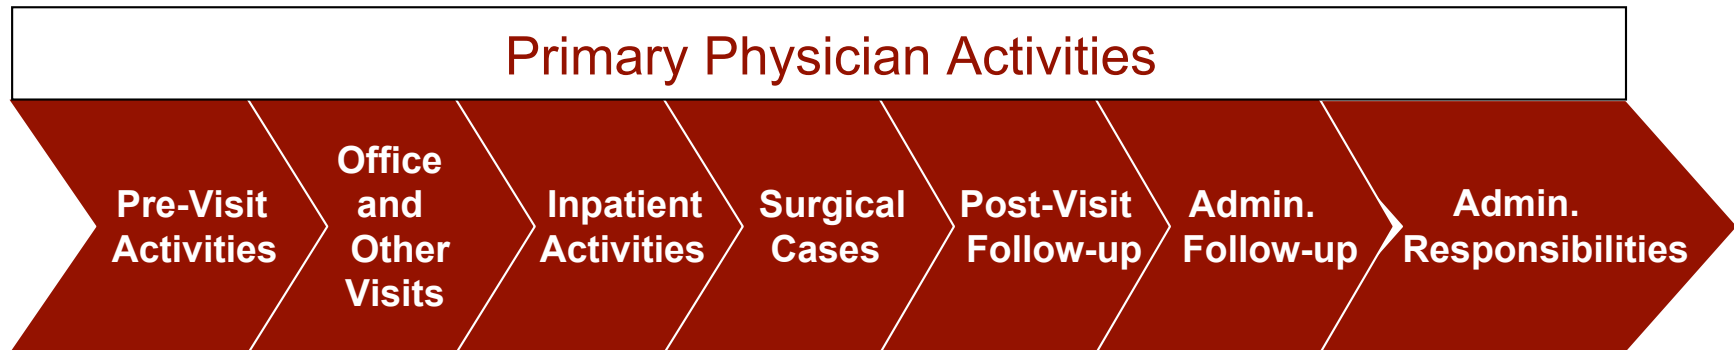 Primary Physician Activities
Pre-Visit
Activities
Office
and
Other
Visits
Inpatient
Activities
Surgical
Cases
Post-Visit
Follow-up
Admin.
Follow-up
Admin.
Responsibilities